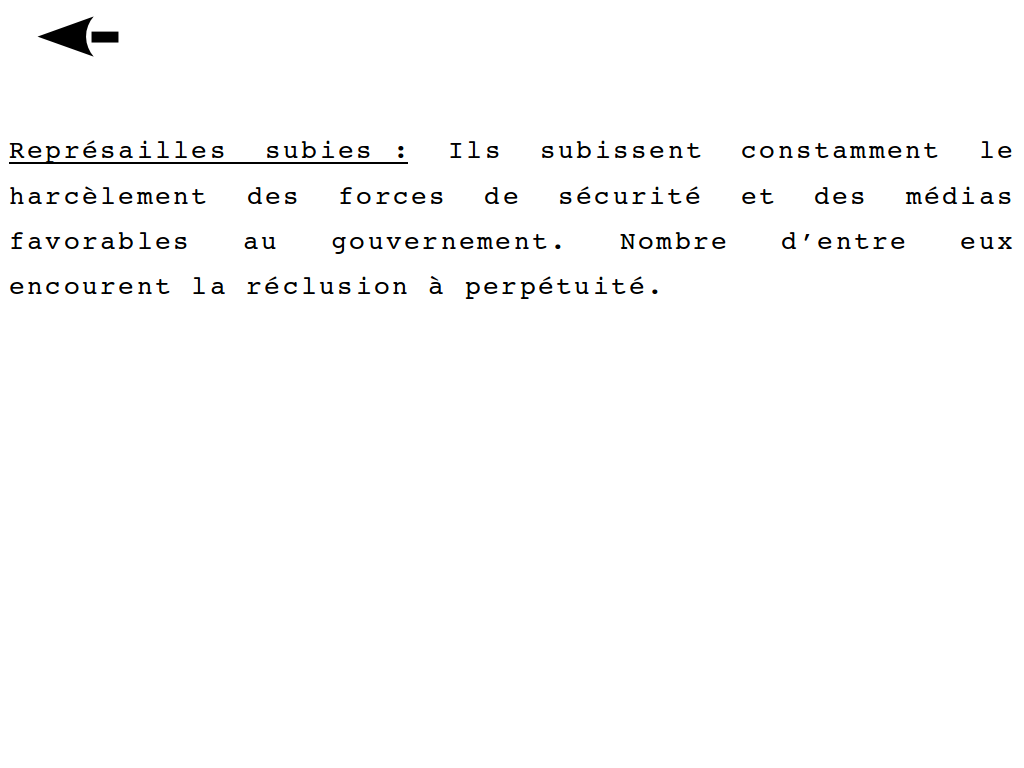 Représailles subies : Ils subissent constamment le
harcèlement des forces de sécurité et des médias
favorables au gouvernement. Nombre d’entre eux
encourent la réclusion à perpétuité.